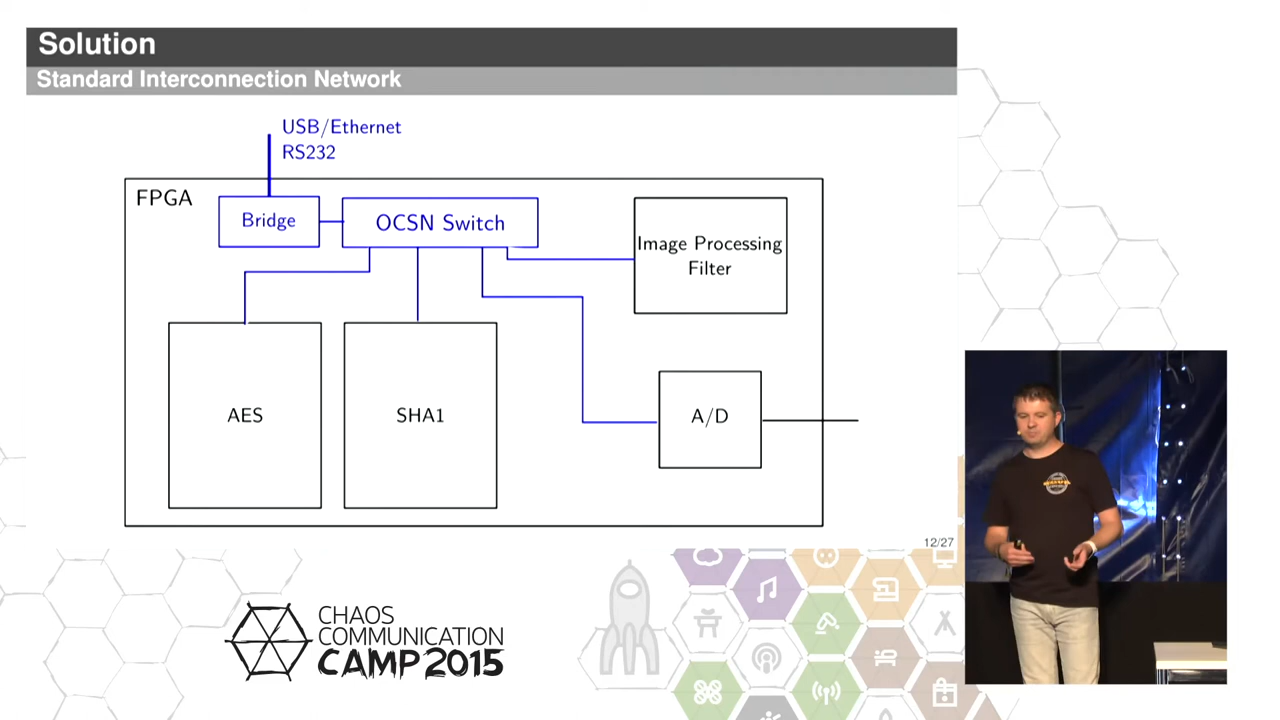 Solution
Standard Interconnection Network
USB/Ethernet
RS232
FPGA
Bridge
OCSN Switch
Image Processing
Filter
AES
SHA1
A/D
12/27
CHAOS
COMMUNICATION
CAMP 2015